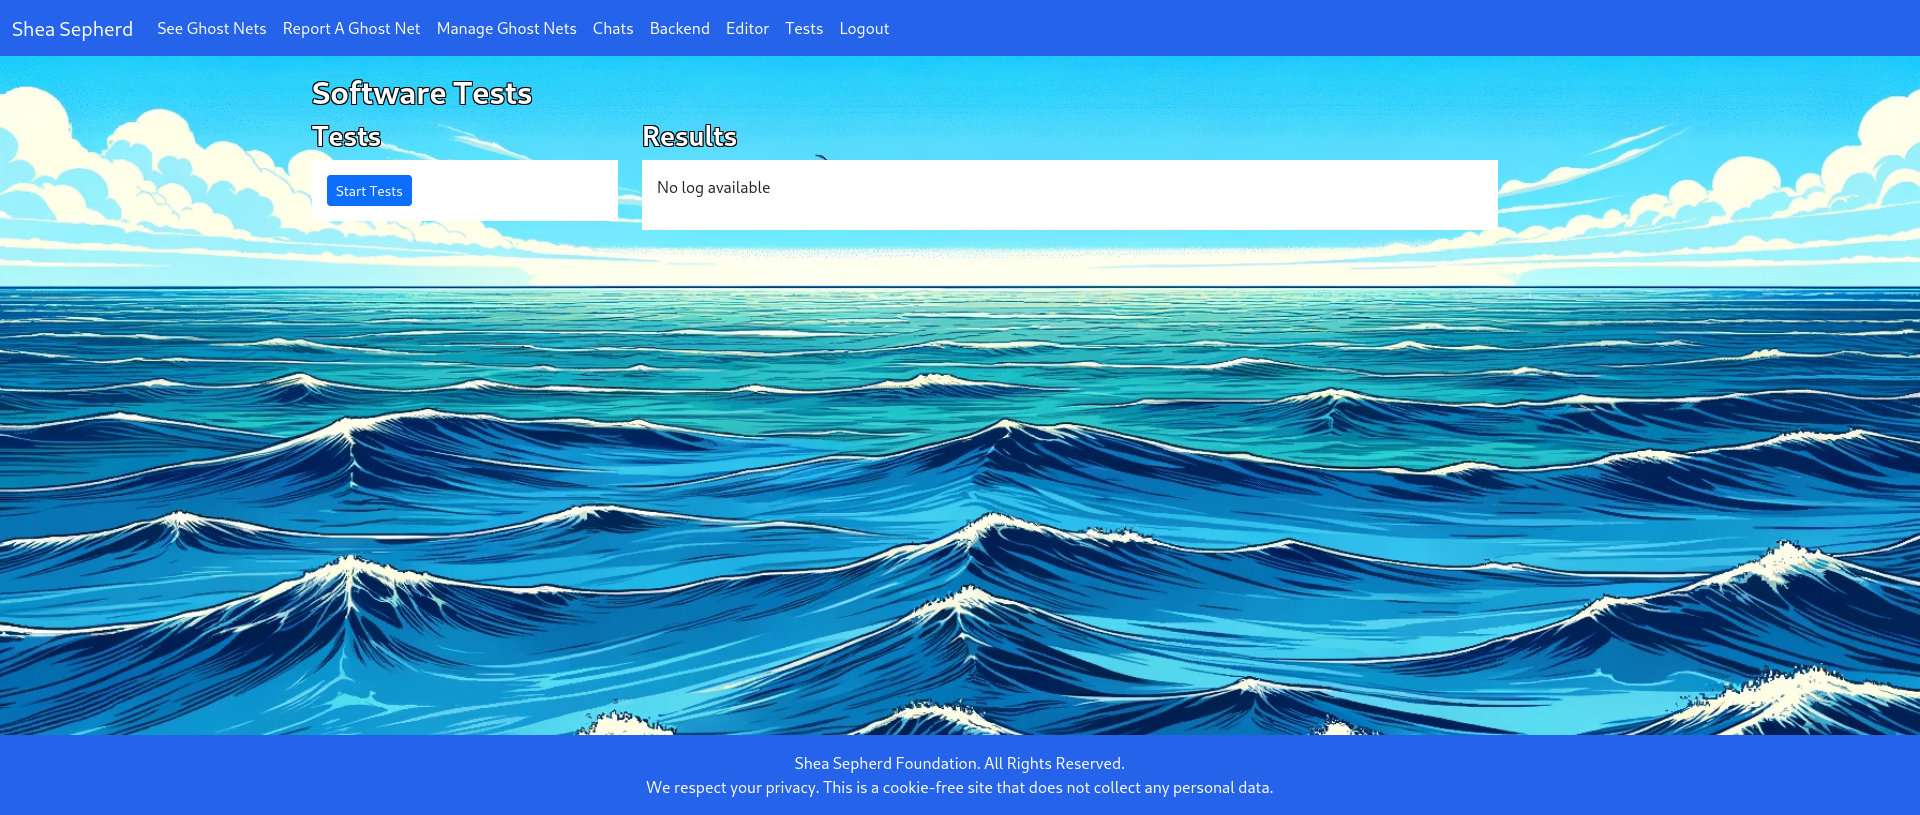 Shea Sepherd See Ghost Nets Report A Ghost Net Manage Ghost Nets Chats Backend Editor Tests Logout
Software Tests
Tests
Start Tests
Results
No log available
Shea Sepherd Foundation. All Rights Reserved.
We respect your privacy. This is a cookie-free site that does not collect any personal data.